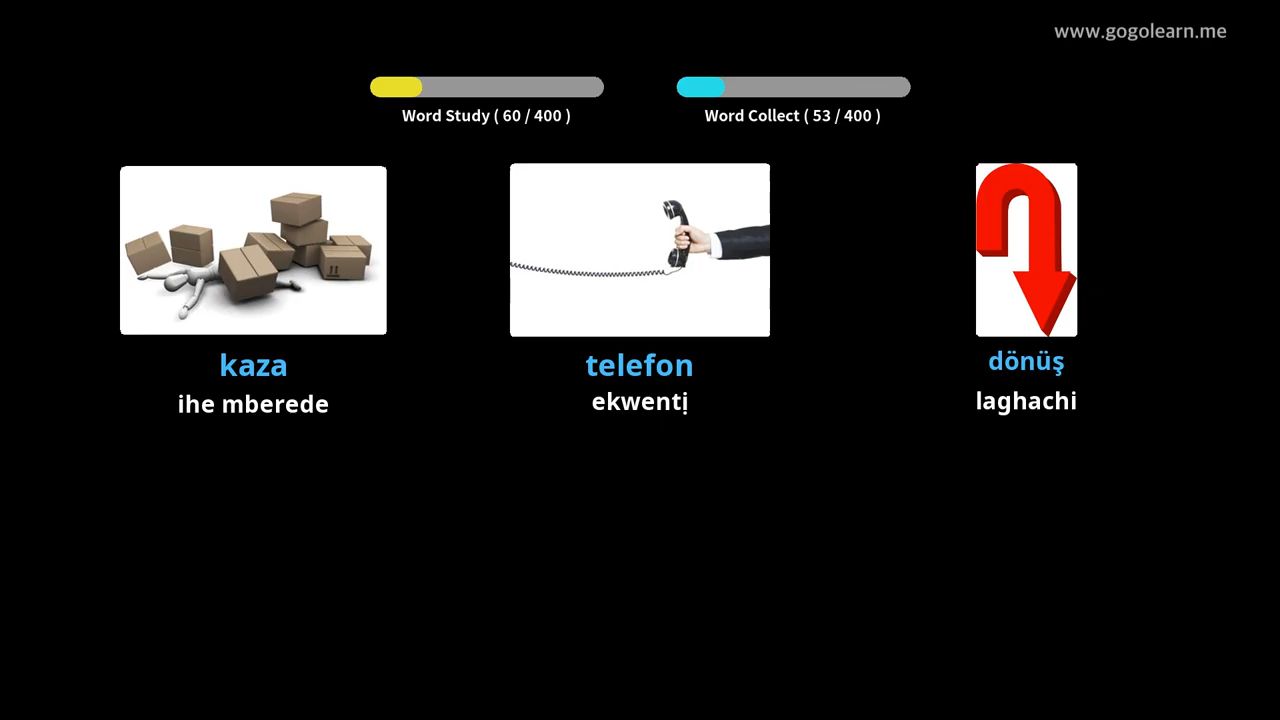 www.gogolearn.me
Word Study ( 60 / 400 )
Word Collect ( 53 / 400 )
kaza
ihe mberede
telefon
ekwentị
dönüş
laghachi